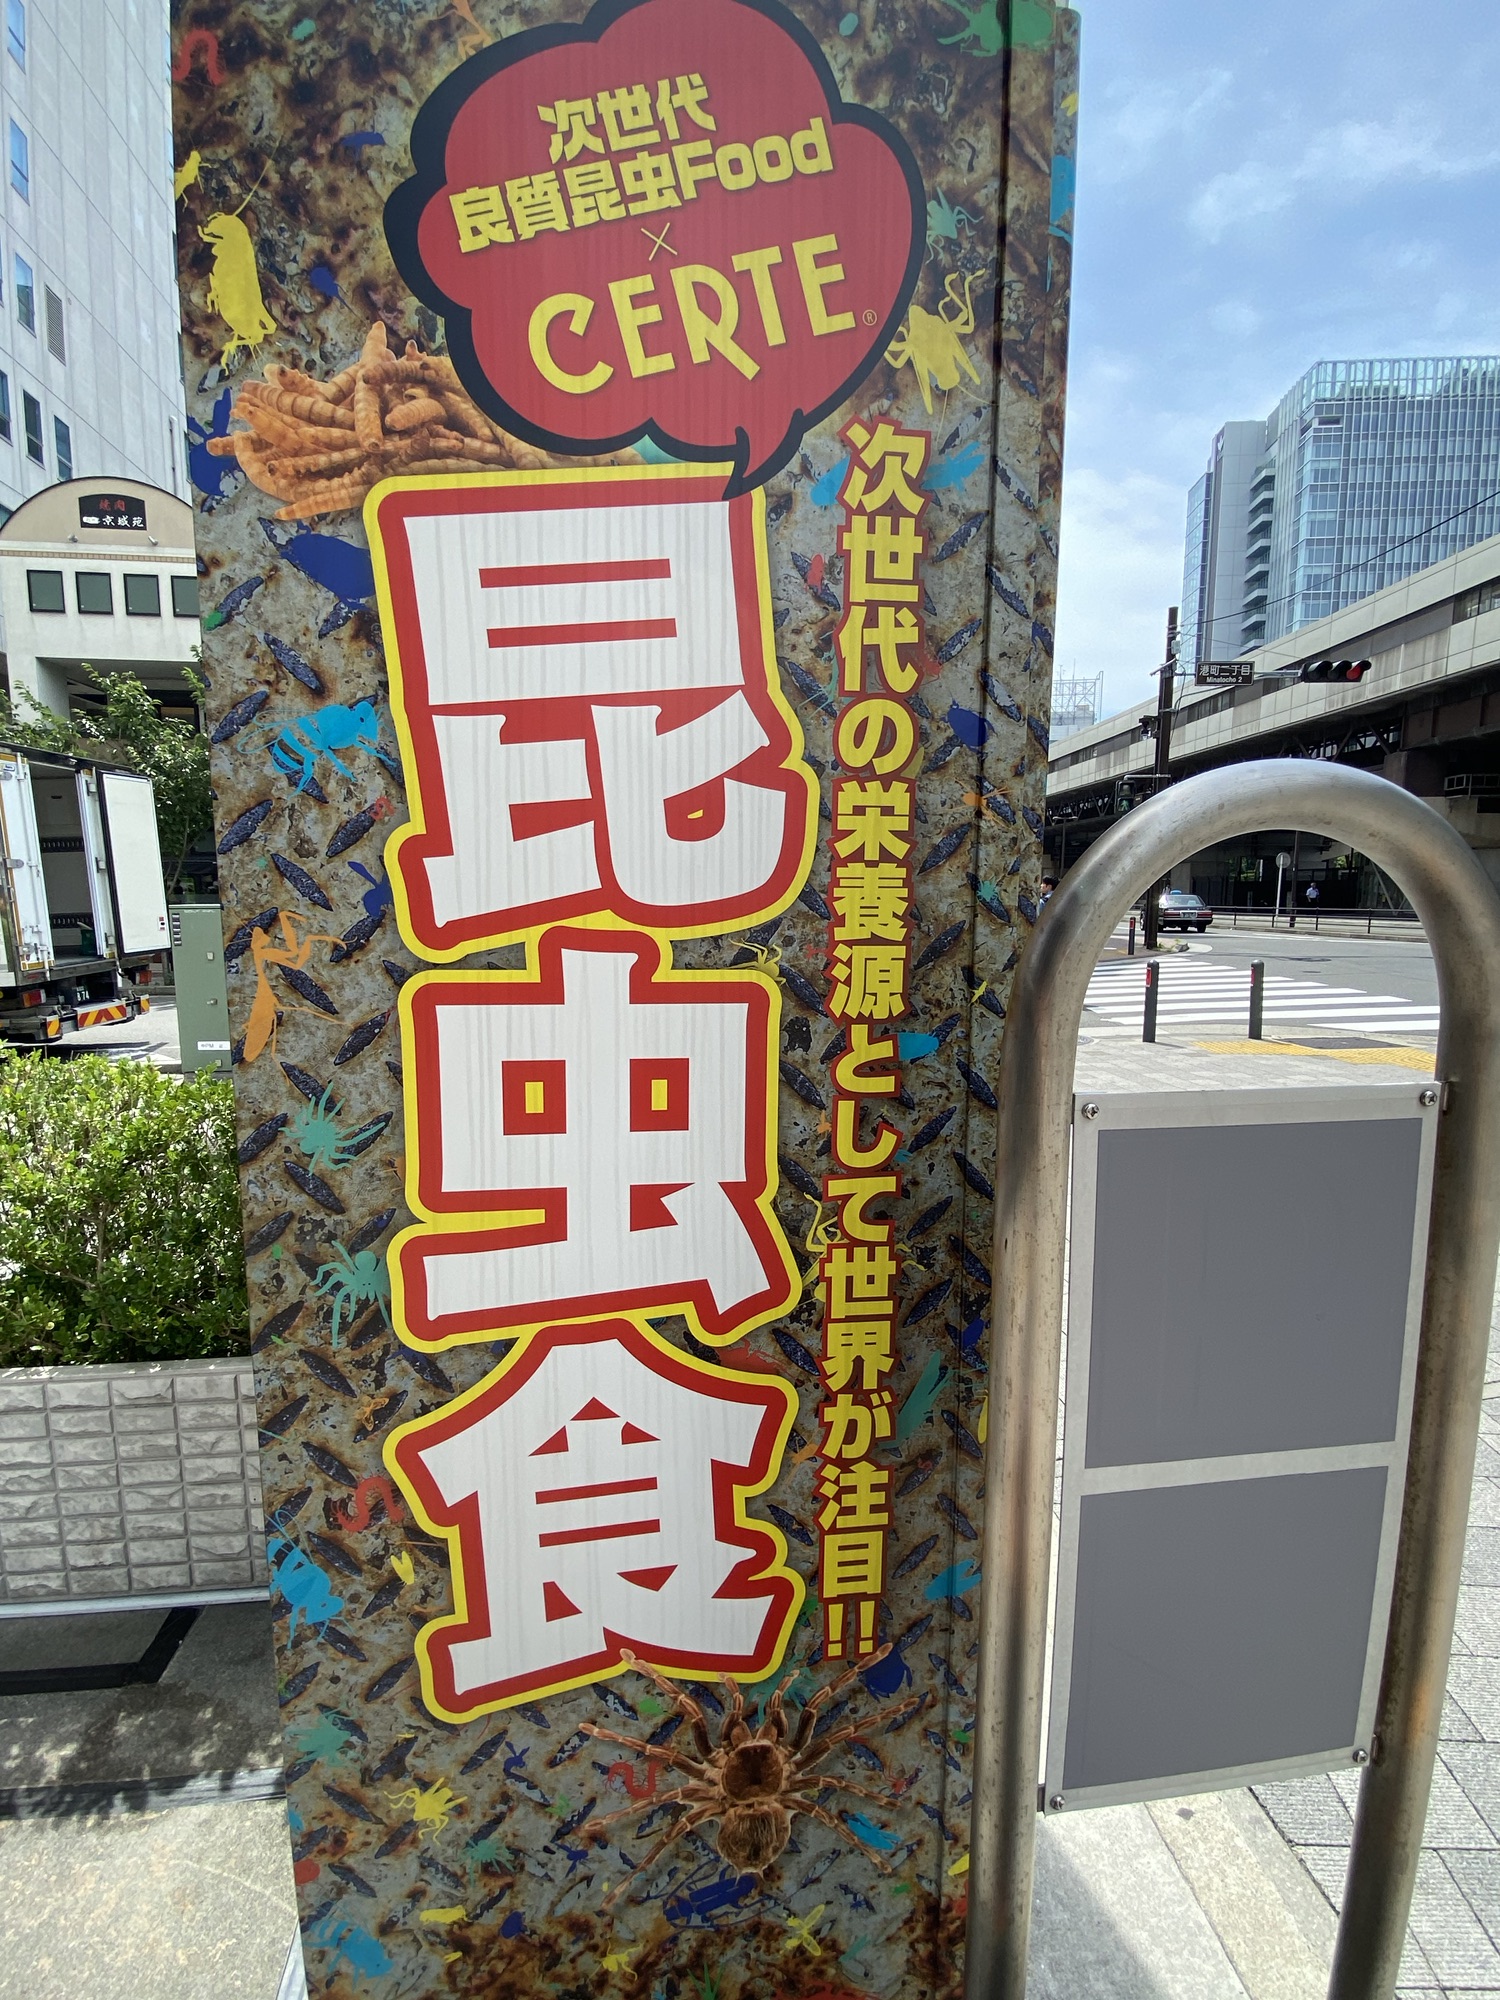 次世代
良質昆虫Food
×
CERTE®
昆虫食
次世代の栄養源として世界が注目!!
焼肉
京城苑
港町二丁目
Minatocho 2